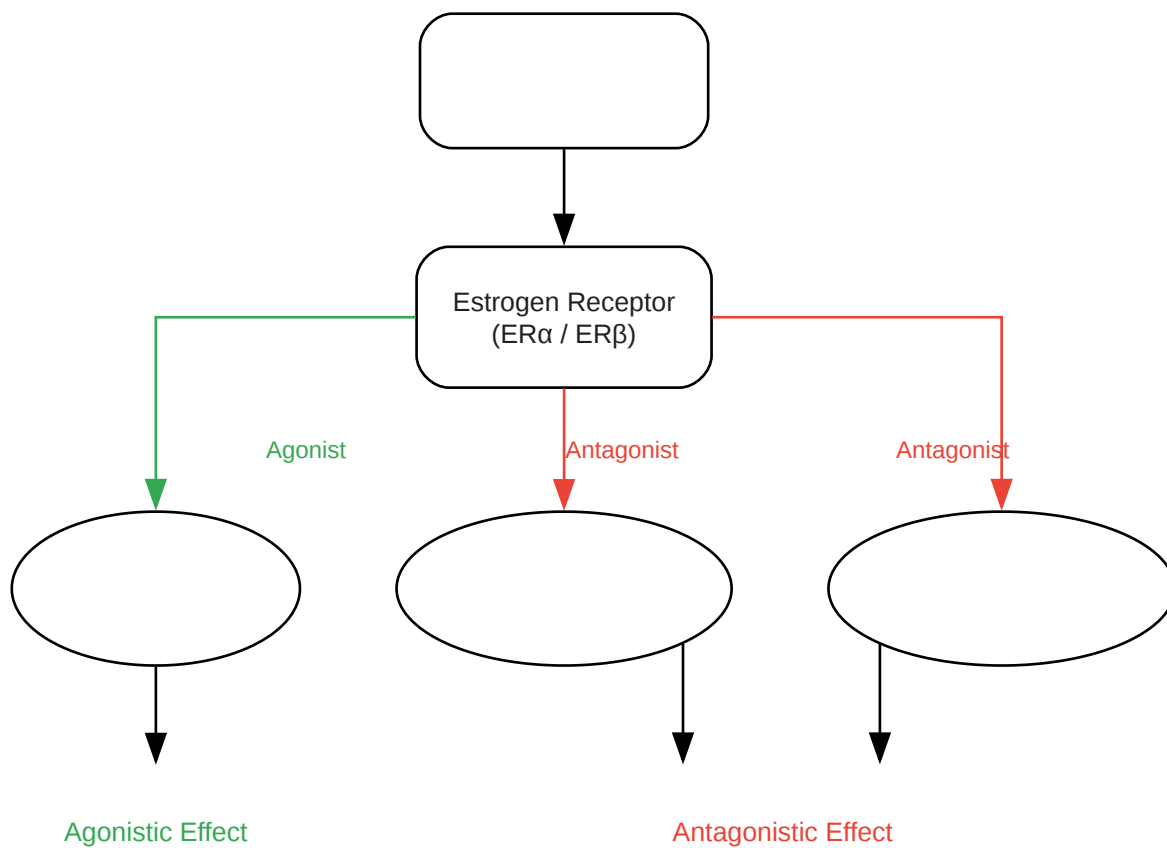 Estrogen Receptor
(ERα / ERβ)
Agonist
Antagonist
Antagonist
Agonistic Effect
Antagonistic Effect